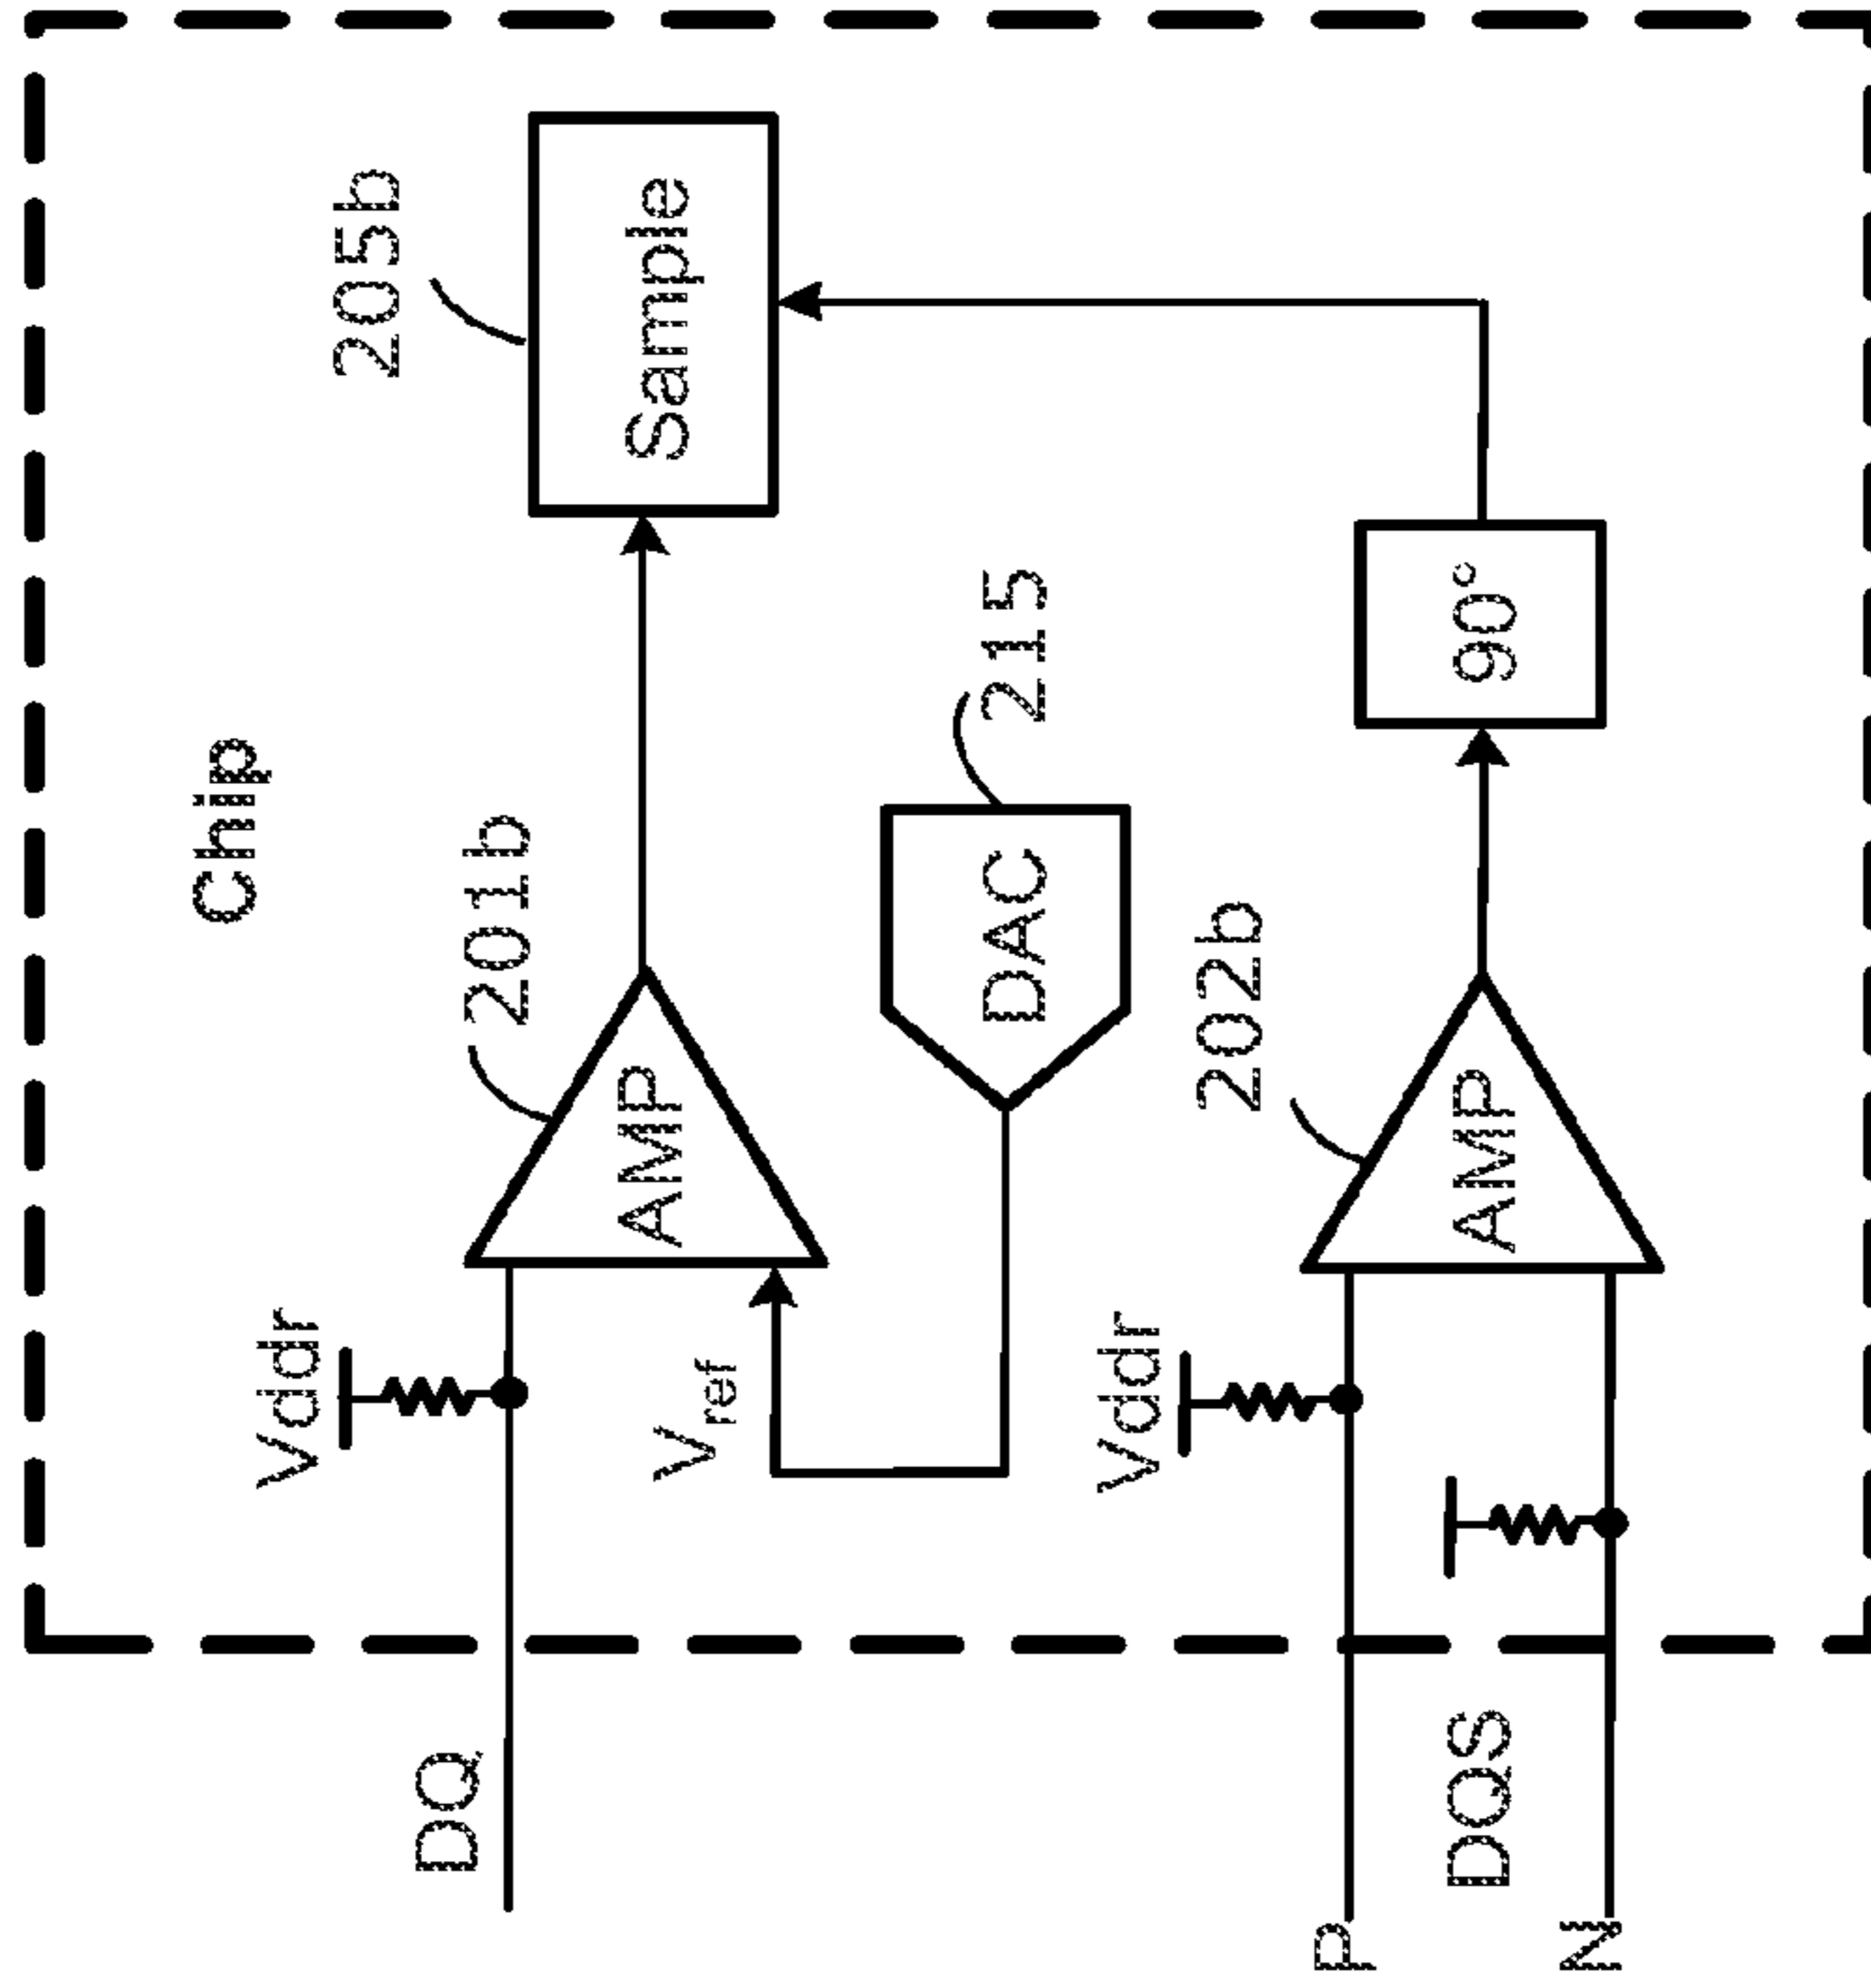 Chip
205b
Vddr
201b
DQ
AMP
Sample
Vref
215
DAC
Vddr
202b
P
DQS
AMP
90°
N